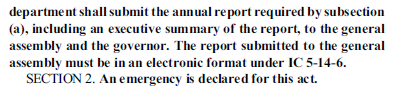 department shall submit the annual report required by subsection
(a), including an executive summary of the report, to the general
assembly and the governor. The report submitted to the general
assembly must be in an electronic format under IC 5-14-6.
SECTION 2. An emergency is declared for this act.